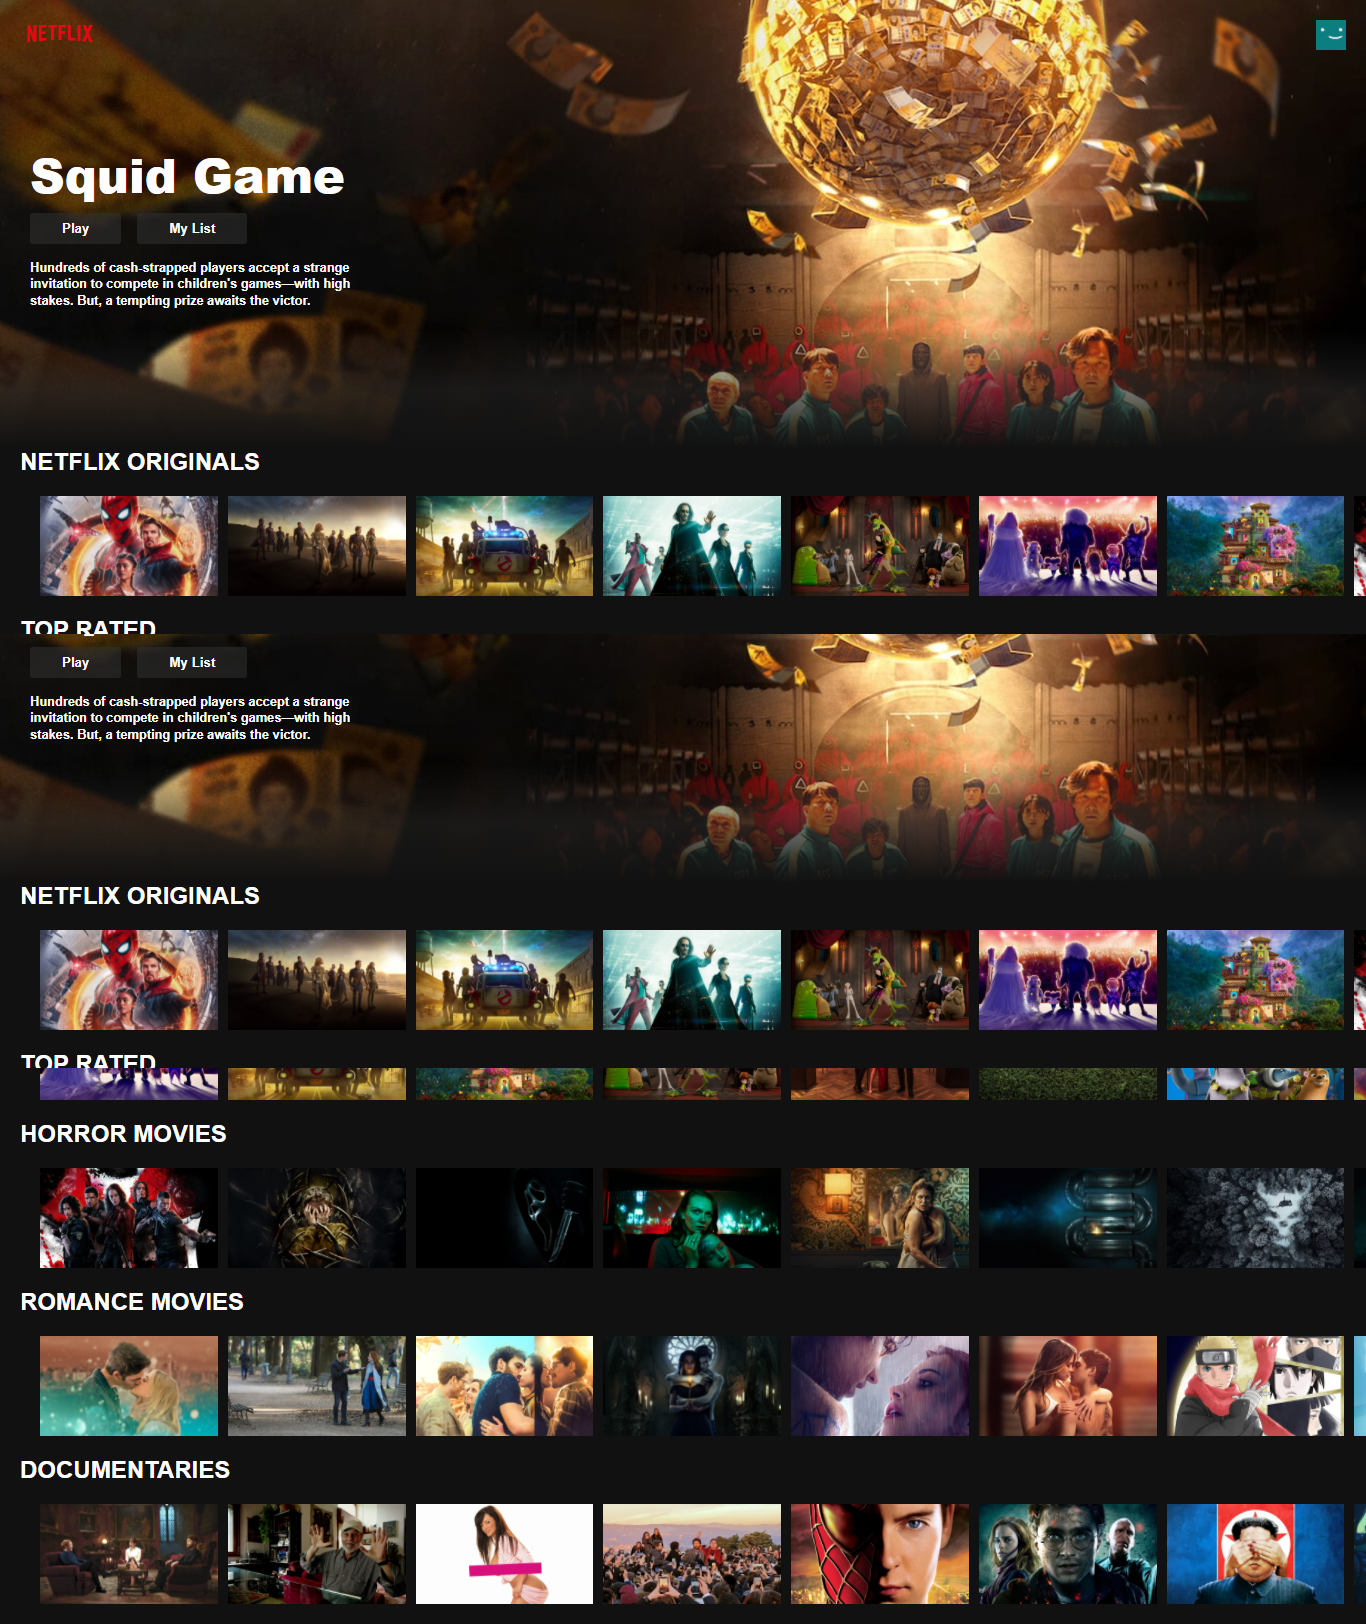 NETFLIX
Squid Game
Play
My List
Hundreds of cash-strapped players accept a strange
invitation to compete in children's games—with high
stakes. But, a tempting prize awaits the victor.
NETFLIX ORIGINALS
TOP RATED
Play
My List
Hundreds of cash-strapped players accept a strange
invitation to compete in children's games—with high
stakes. But, a tempting prize awaits the victor.
NETFLIX ORIGINALS
TOP RATED
HORROR MOVIES
ROMANCE MOVIES
DOCUMENTARIES